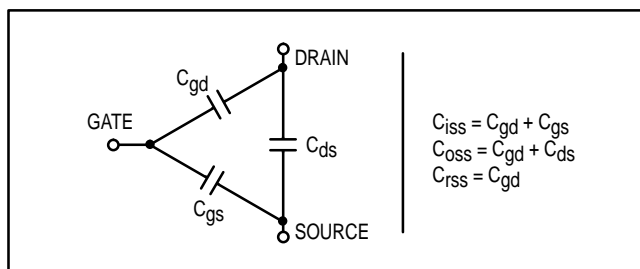 DRAIN
Cgd
GATE
Cds
Cgs
SOURCE
Ciss = Cgd + Cgs
Coss = Cgd + Cds
Crss = Cgd